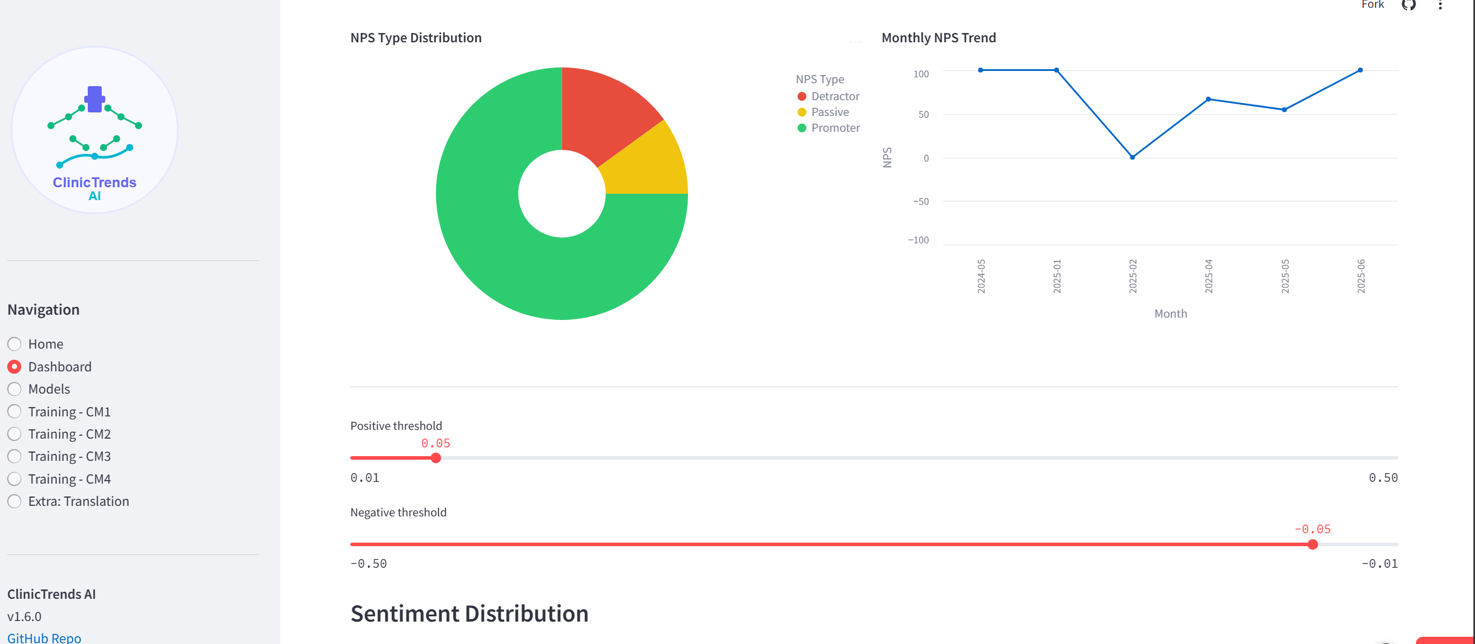 Fork
ClinicTrends
AI
Navigation
Home
Dashboard
Models
Training - CM1
Training - CM2
Training - CM3
Training - CM4
Extra: Translation
ClinicTrends AI
v1.6.0
GitHub Repo
NPS Type Distribution
NPS Type
Detractor
Passive
Promoter
Monthly NPS Trend
100
50
0
−50
−100
NPS
2024-05
2025-01
2025-02
2025-04
2025-05
2025-06
Month
Positive threshold
0.05
0.01 0.50
Negative threshold
-0.05
-0.50 -0.01
Sentiment Distribution